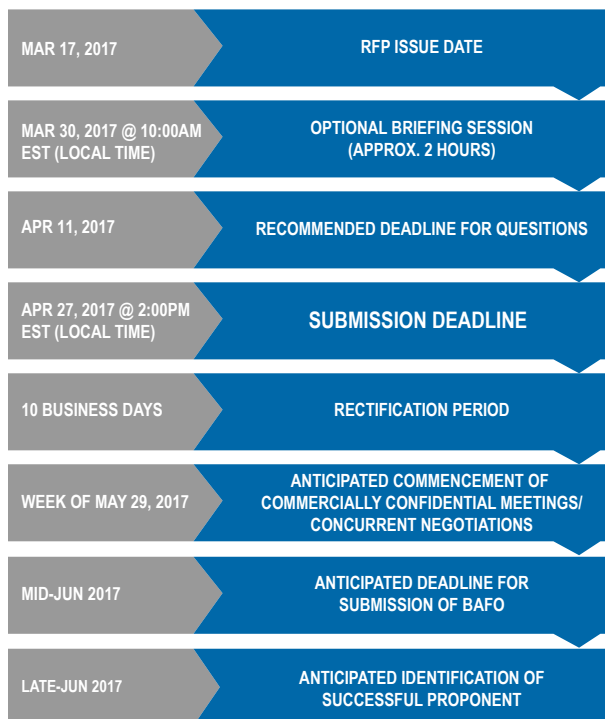 MAR 17, 2017
RFP ISSUE DATE
MAR 30, 2017 @ 10:00AM
EST (LOCAL TIME)
OPTIONAL BRIEFING SESSION
(APPROX. 2 HOURS)
APR 11, 2017
RECOMMENDED DEADLINE FOR QUESITIONS
APR 27, 2017 @ 2:00PM
EST (LOCAL TIME)
SUBMISSION DEADLINE
10 BUSINESS DAYS
RECTIFICATION PERIOD
WEEK OF MAY 29, 2017
ANTICIPATED COMMENCEMENT OF
COMMERCIALLY CONFIDENTIAL MEETINGS/
CONCURRENT NEGOTIATIONS
MID-JUN 2017
ANTICIPATED DEADLINE FOR
SUBMISSION OF BAFO
LATE-JUN 2017
ANTICIPATED IDENTIFICATION OF
SUCCESSFUL PROPONENT